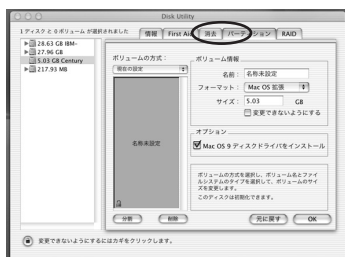 Disk Utility
1 ディスク と 0 ボリューム が選択されました
情報 First Aid 消去 パーティション RAID
28.63 GB IBM-
27.96 GB
5.03 GB Century
217.93 MB
ボリュームの方式：
現在の設定
名称未設定
分割 削除
ボリューム情報
名前： 名称未設定
フォーマット： Mac OS 拡張
サイズ： 5.03 GB
変更できないようにする
オプション
Mac OS 9 ディスクドライバをインストール
ボリュームの方式を選択し、ボリューム名とファイ
ルシステムのタイプを選択して、ボリュームのサイ
ズを変更します。
このディスクは初期化できます。
元に戻す OK
変更できないようにするにはカギをクリックします。